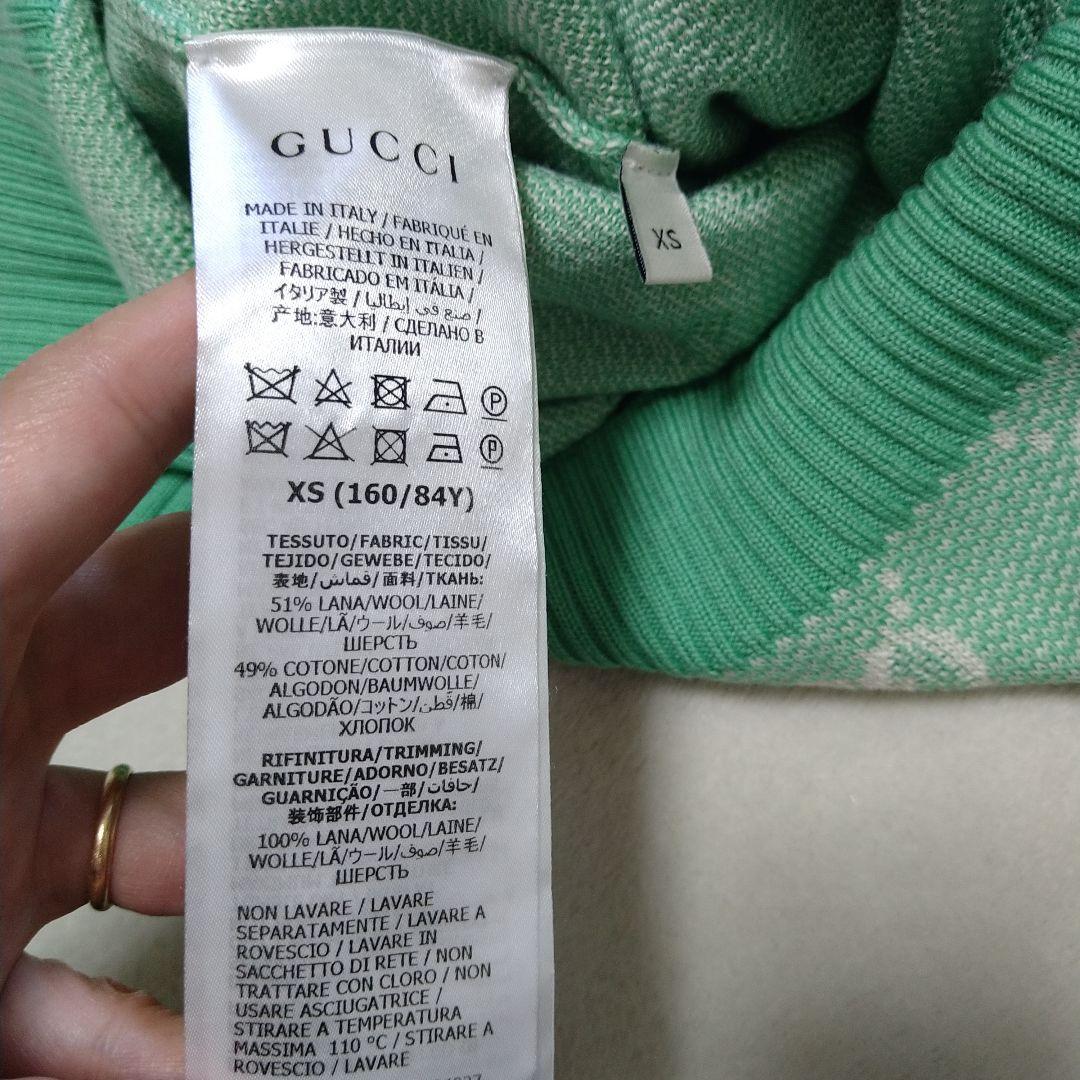 GUCCI
MADE IN ITALY / FABRIQUÉ EN
ITALIE / HECHO EN ITALIA /
HERGESTELLT IN ITALIEN /
FABRICADO EM ITÁLIA /
イタリア製 / صنع في إيطاليا /
产地:意大利 / СДЕЛАНО В
ИТАЛИИ
P
P
XS (160/84Y)
TESSUTO/FABRIC/TISSU/
TEJIDO/GEWEBE/TECIDO/
表地/قماش/面料/ТКАНЬ:
51% LANA/WOOL/LAINE/
WOLLE/LÃ/ウール/صوف/羊毛/
ШЕРСТЬ
49% COTONE/COTTON/COTON/
ALGODON/BAUMWOLLE/
ALGODÃO/コットン/قطن/棉/
ХЛОПОК
RIFINITURA/TRIMMING/
GARNITURE/ADORNO/BESATZ/
GUARNIÇÃO/一部/حافات/
装饰部件/ОТДЕЛКА:
100% LANA/WOOL/LAINE/
WOLLE/LÃ/ウール/صوف/羊毛/
ШЕРСТЬ
NON LAVARE / LAVARE
SEPARATAMENTE / LAVARE A
ROVESCIO / LAVARE IN
SACCHETTO DI RETE / NON
TRATTARE CON CLORO / NON
USARE ASCIUGATRICE /
STIRARE A TEMPERATURA
MASSIMA 110 °C / STIRARE A
ROVESCIO / LAVARE
XS